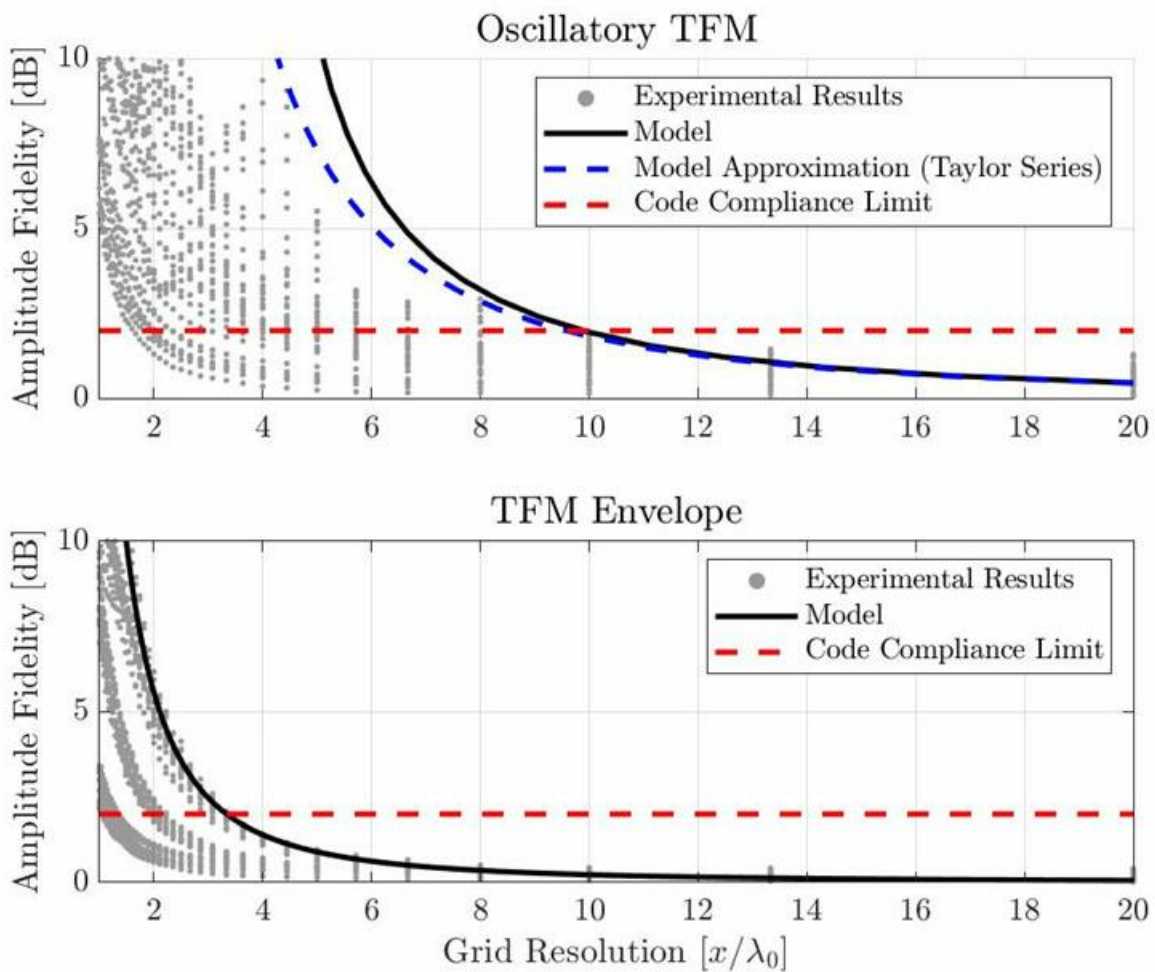 Oscillatory TFM
Amplitude Fidelity [dB]
10
5
0
Experimental Results
Model
Model Approximation (Taylor Series)
Code Compliance Limit
2 4 6 8 10 12 14 16 18 20
TFM Envelope
Amplitude Fidelity [dB]
10
5
0
Experimental Results
Model
Code Compliance Limit
2 4 6 8 10 12 14 16 18 20
Grid Resolution [x/λ₀]